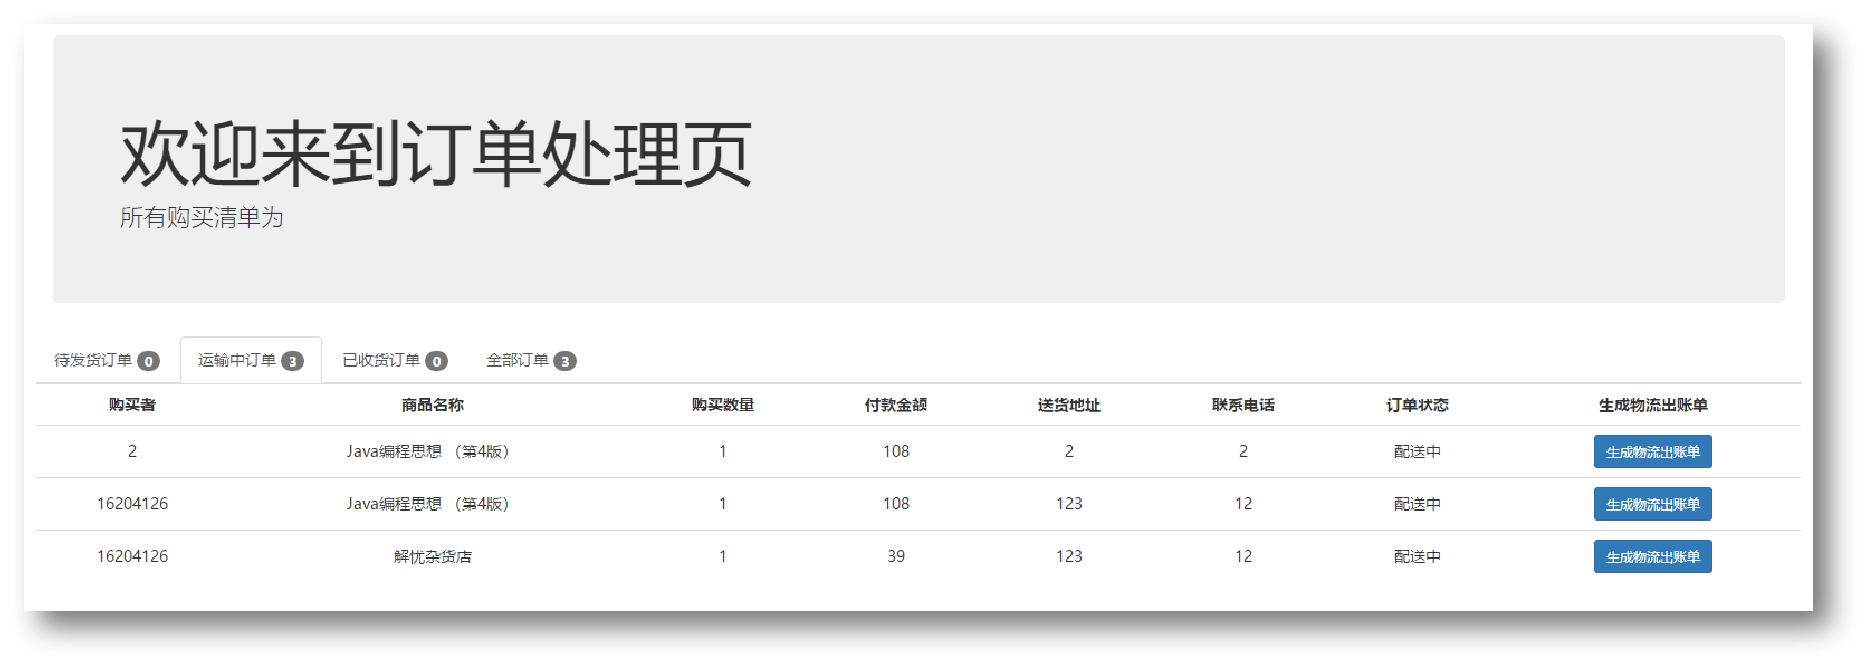 欢迎来到订单处理页
所有购买清单为
待发货订单 0 运输中订单 3 已收货订单 0 全部订单 3
购买者 商品名称 购买数量 付款金额 送货地址 联系电话 订单状态 生成物流出账单
2 Java编程思想 （第4版） 1 108 2 2 配送中 生成物流出账单
16204126 Java编程思想 （第4版） 1 108 123 12 配送中 生成物流出账单
16204126 解忧杂货店 1 39 123 12 配送中 生成物流出账单